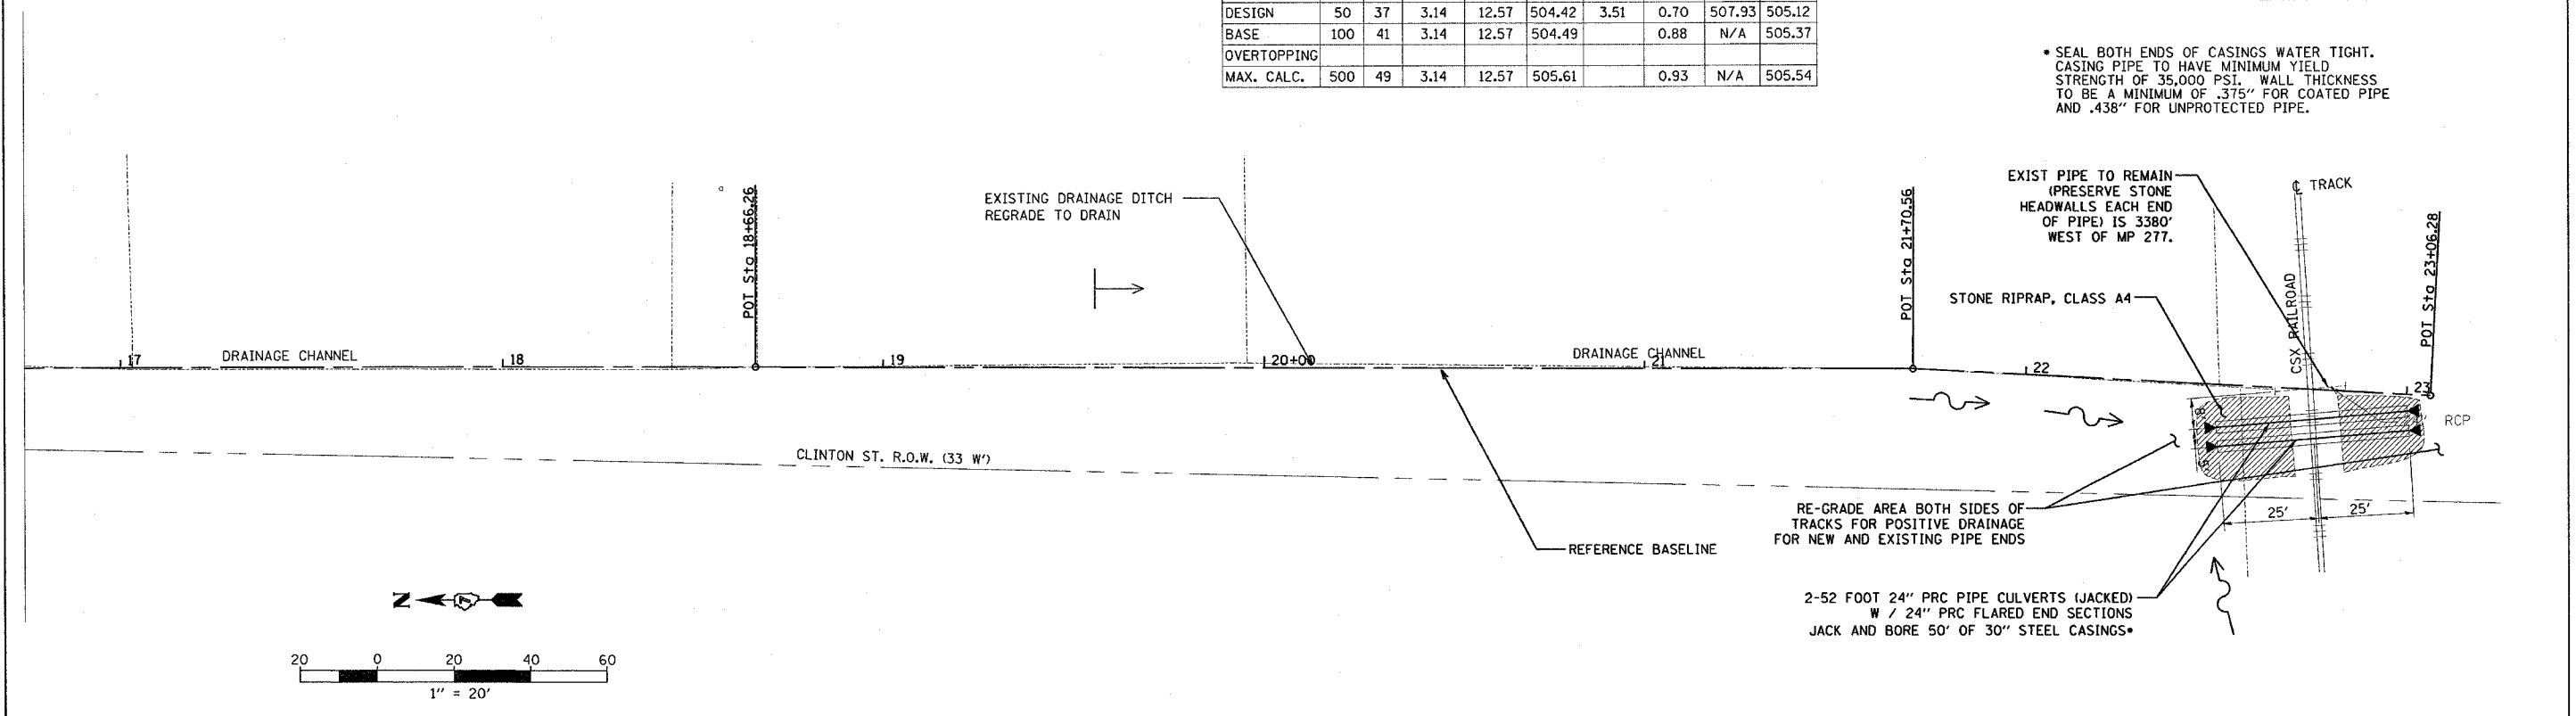 DESIGN 50 37 3.14 12.57 504.42 3.51 0.70 507.93 505.12
BASE 100 41 3.14 12.57 504.49 0.88 N/A 505.37
OVERTOPPING
MAX. CALC. 500 49 3.14 12.57 505.61 0.93 N/A 505.54
* SEAL BOTH ENDS OF CASINGS WATER TIGHT.
CASING PIPE TO HAVE MINIMUM YIELD
STRENGTH OF 35,000 PSI. WALL THICKNESS
TO BE A MINIMUM OF .375" FOR COATED PIPE
AND .438" FOR UNPROTECTED PIPE.
EXIST PIPE TO REMAIN
(PRESERVE STONE
HEADWALLS EACH END
OF PIPE) IS 3380'
WEST OF MP 277.
℄ TRACK
EXISTING DRAINAGE DITCH
REGRADE TO DRAIN
POT Sta 18+66.26
POT Sta 21+70.56
POT Sta 23+06.28
STONE RIPRAP, CLASS A4
CSX RAILROAD
17
DRAINAGE CHANNEL
18
19
20+00
DRAINAGE CHANNEL
21
22
23
8'
5'
RCP
CLINTON ST. R.O.W. (33 W')
25'
25'
RE-GRADE AREA BOTH SIDES OF
TRACKS FOR POSITIVE DRAINAGE
FOR NEW AND EXISTING PIPE ENDS
REFERENCE BASELINE
2-52 FOOT 24" PRC PIPE CULVERTS (JACKED)
W / 24" PRC FLARED END SECTIONS
JACK AND BORE 50' OF 30" STEEL CASINGS*
N
20 0 20 40 60
1" = 20'